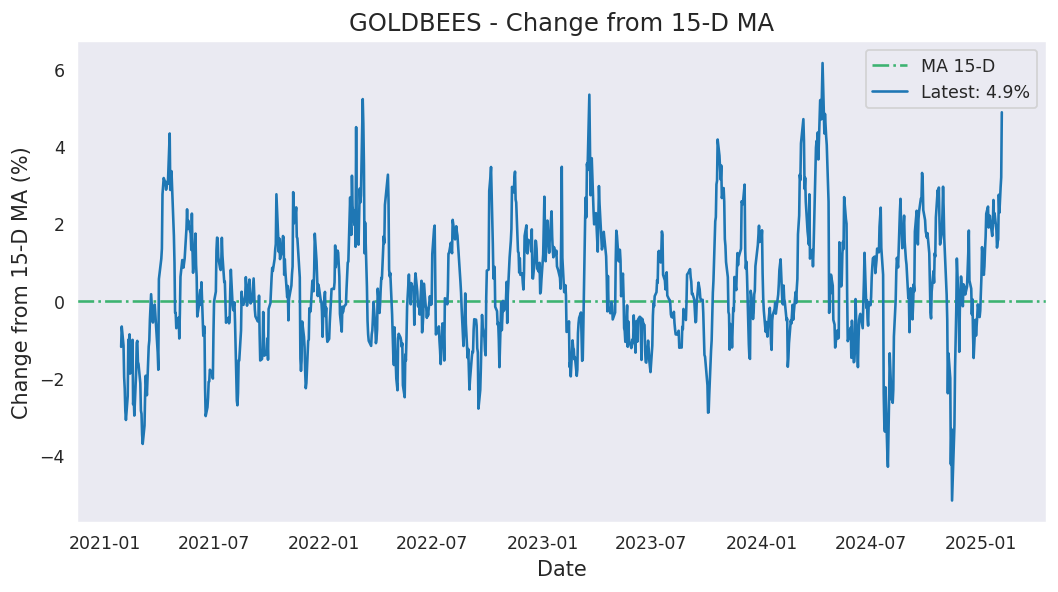 GOLDBEES - Change from 15-D MA
MA 15-D
Latest: 4.9%
Change from 15-D MA (%)
6
4
2
0
−2
−4
2021-01 2021-07 2022-01 2022-07 2023-01 2023-07 2024-01 2024-07 2025-01
Date